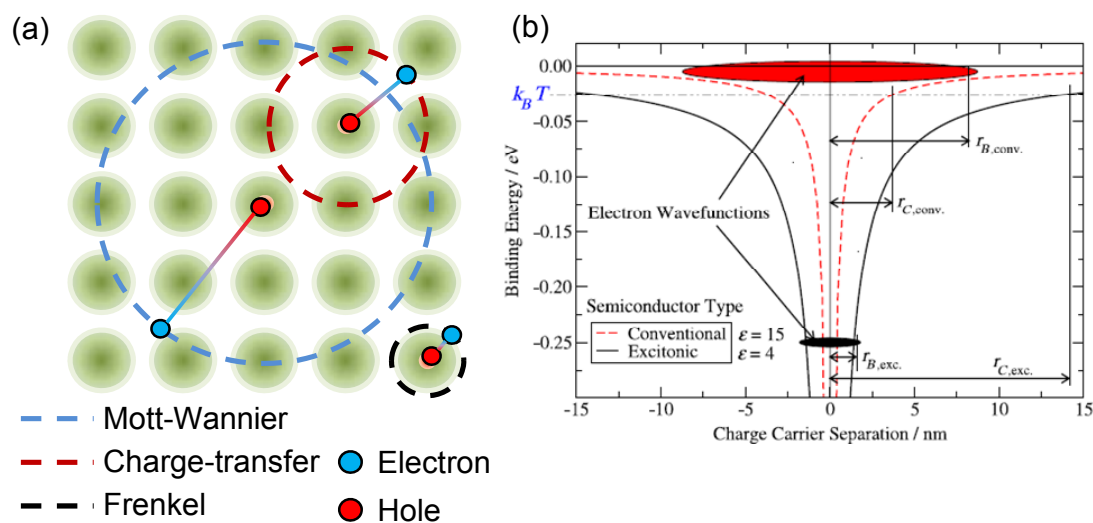 (a)
Mott-Wannier
Charge-transfer
Frenkel
Electron
Hole
(b)
Binding Energy / eV
0.00
k_B T
-0.05
-0.10
-0.15
-0.20
-0.25
r_B,conv.
r_C,conv.
Electron Wavefunctions
Semiconductor Type
Conventional ε = 15
Excitonic ε = 4
r_B,exc.
r_C,exc.
-15 -10 -5 0 5 10 15
Charge Carrier Separation / nm